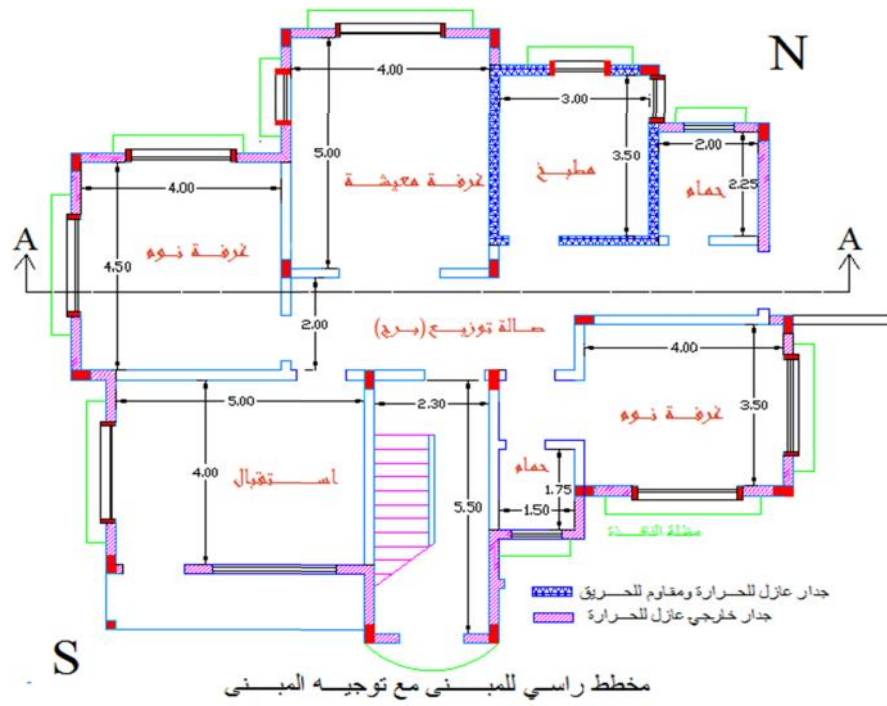 N
4.00
3.00
2.00
5.00
3.50
2.25
4.00
مطبخ
حمام
غرفة معيشة
غرفة نوم
4.50
A
A
2.00
صالة توزيع (برج)
4.00
5.00
2.30
3.50
غرفة نوم
4.00
استقبال
حمام
1.75
5.50
1.50
مظلة النافذة
جدار عازل للحرارة ومقاوم للحريق
جدار خارجي عازل للحرارة
S
مخطط راسي للمبنى مع توجيه المبنى